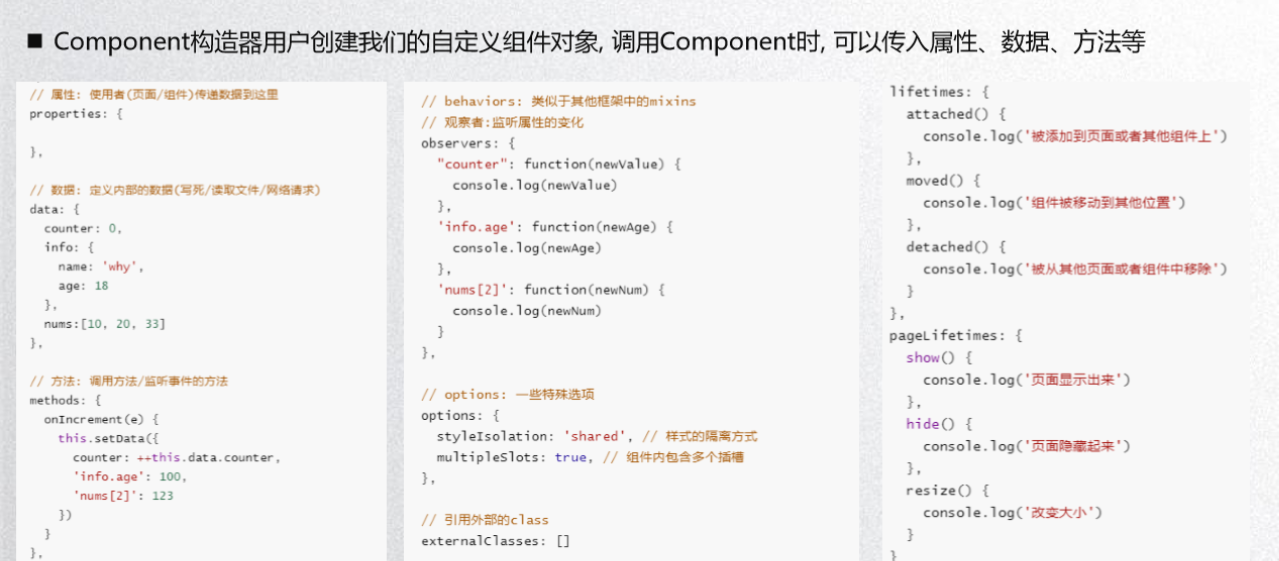 Component构造器用户创建我们的自定义组件对象, 调用Component时, 可以传入属性、数据、方法等
// 属性: 使用者(页面/组件)传递数据到这里
properties: {
},
// 数据: 定义内部的数据(写死/读取文件/网络请求)
data: {
counter: 0,
info: {
name: 'why',
age: 18
},
nums:[10, 20, 33]
},
// 方法: 调用方法/监听事件的方法
methods: {
onIncrement(e) {
this.setData({
counter: ++this.data.counter,
'info.age': 100,
'nums[2]': 123
})
}
},
// behaviors: 类似于其他框架中的mixins
// 观察者:监听属性的变化
observers: {
"counter": function(newValue) {
console.log(newValue)
},
'info.age': function(newAge) {
console.log(newAge)
},
'nums[2]': function(newNum) {
console.log(newNum)
}
},
// options: 一些特殊选项
options: {
styleIsolation: 'shared', // 样式的隔离方式
multipleSlots: true, // 组件内包含多个插槽
},
// 引用外部的class
externalClasses: []
lifetimes: {
attached() {
console.log('被添加到页面或者其他组件上')
},
moved() {
console.log('组件被移动到其他位置')
},
detached() {
console.log('被从其他页面或者组件中移除')
}
},
pageLifetimes: {
show() {
console.log('页面显示出来')
},
hide() {
console.log('页面隐藏起来')
},
resize() {
console.log('改变大小')
}
}